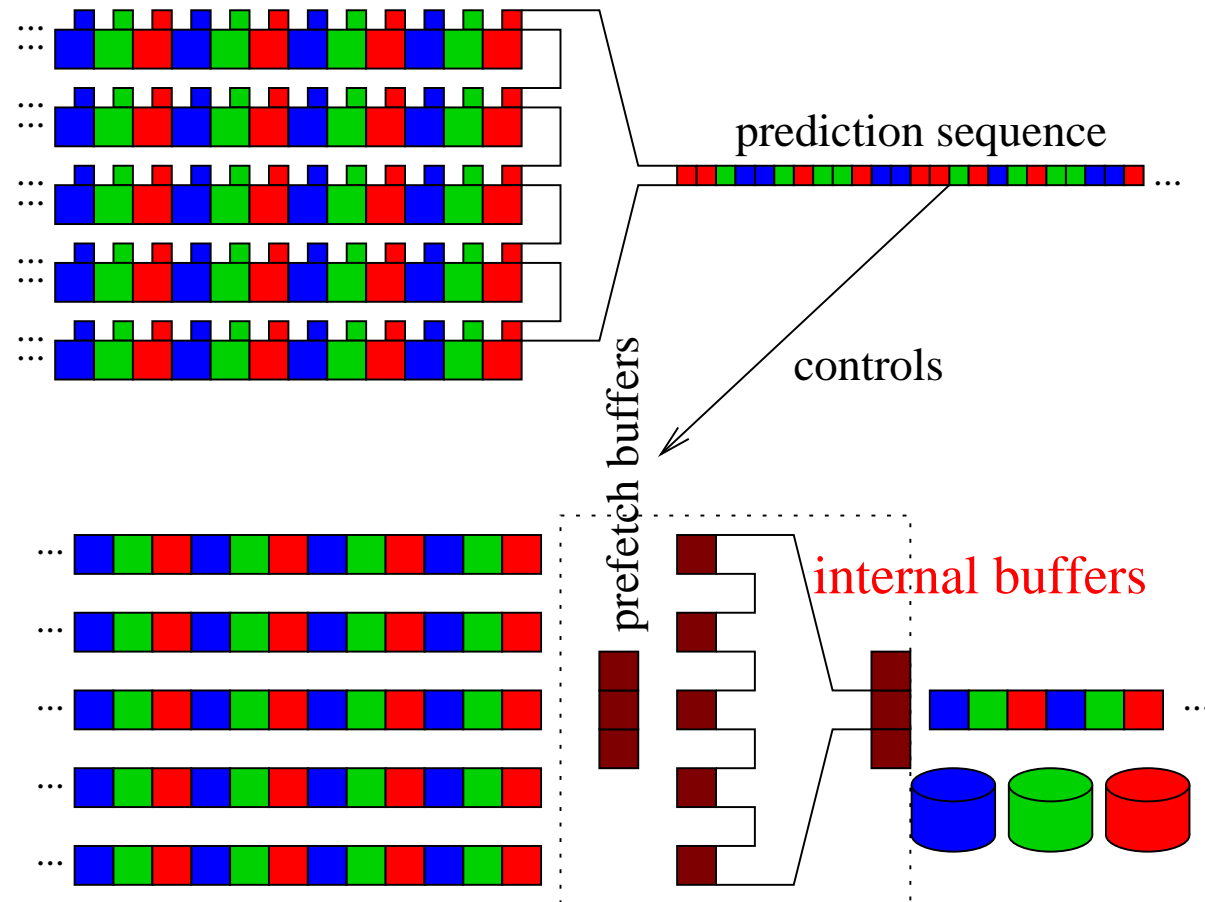 prediction sequence
...
controls
prefetch buffers
internal buffers
...